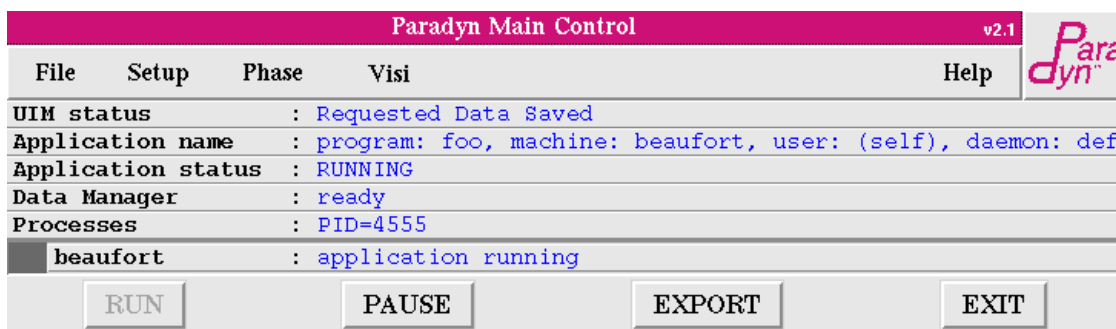 Paradyn Main Control v2.1
Para
dyn™
File Setup Phase Visi Help
UIM status : Requested Data Saved
Application name : program: foo, machine: beaufort, user: (self), daemon: def
Application status : RUNNING
Data Manager : ready
Processes : PID=4555
beaufort : application running
RUN PAUSE EXPORT EXIT